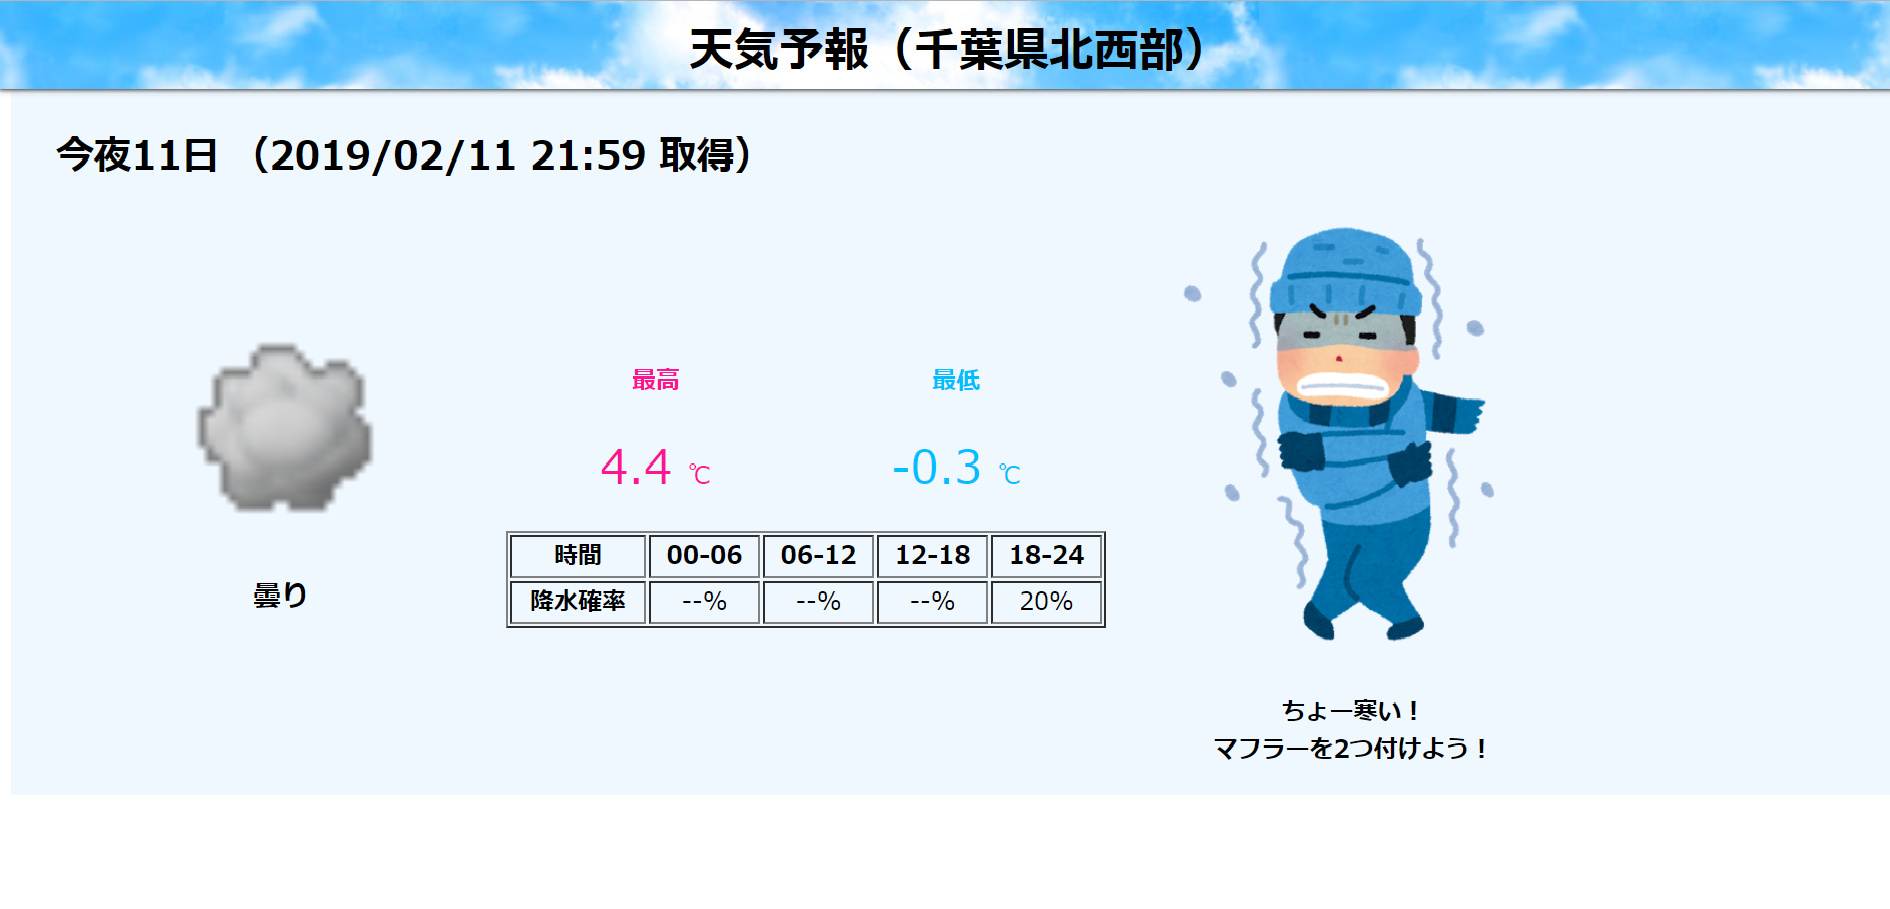 天気予報（千葉県北西部）
今夜11日 （2019/02/11 21:59 取得）
最高 最低
4.4 ℃ -0.3 ℃
時間 00-06 06-12 12-18 18-24
降水確率 --% --% --% 20%
曇り
ちょー寒い！
マフラーを2つ付けよう！